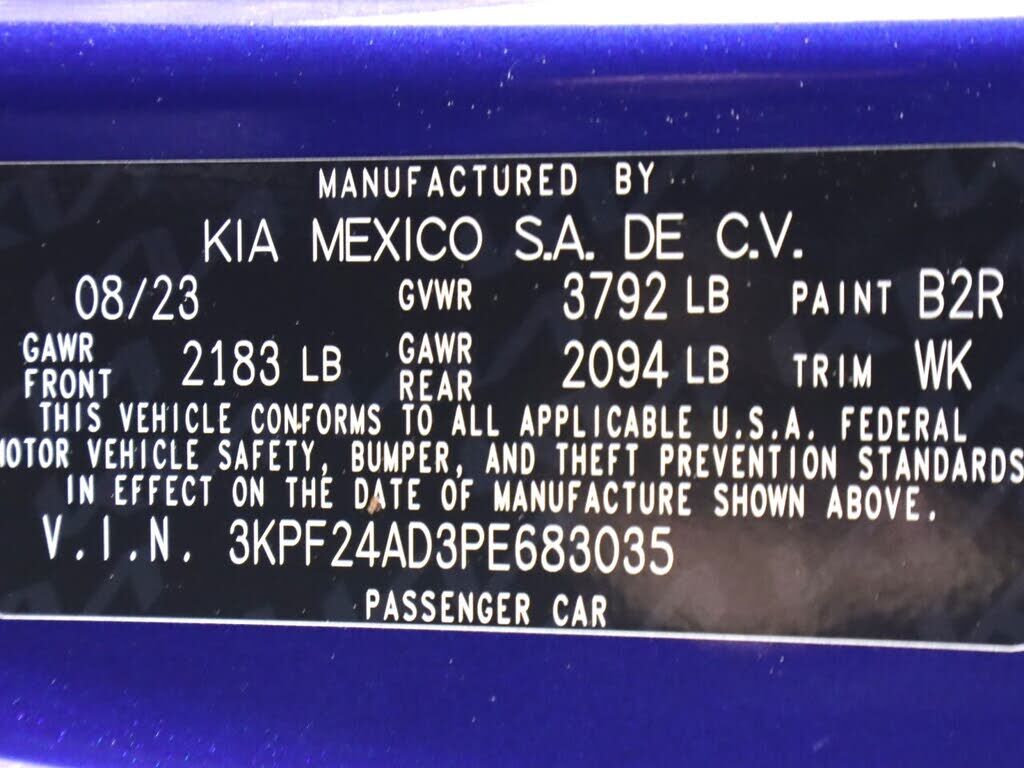 MANUFACTURED BY
KIA MEXICO S.A. DE C.V.
08/23 GVWR 3792 LB PAINT B2R
GAWR FRONT 2183 LB GAWR REAR 2094 LB TRIM WK
THIS VEHICLE CONFORMS TO ALL APPLICABLE U.S.A. FEDERAL
MOTOR VEHICLE SAFETY, BUMPER, AND THEFT PREVENTION STANDARDS
IN EFFECT ON THE DATE OF MANUFACTURE SHOWN ABOVE.
V.I.N. 3KPF24AD3PE683035
PASSENGER CAR